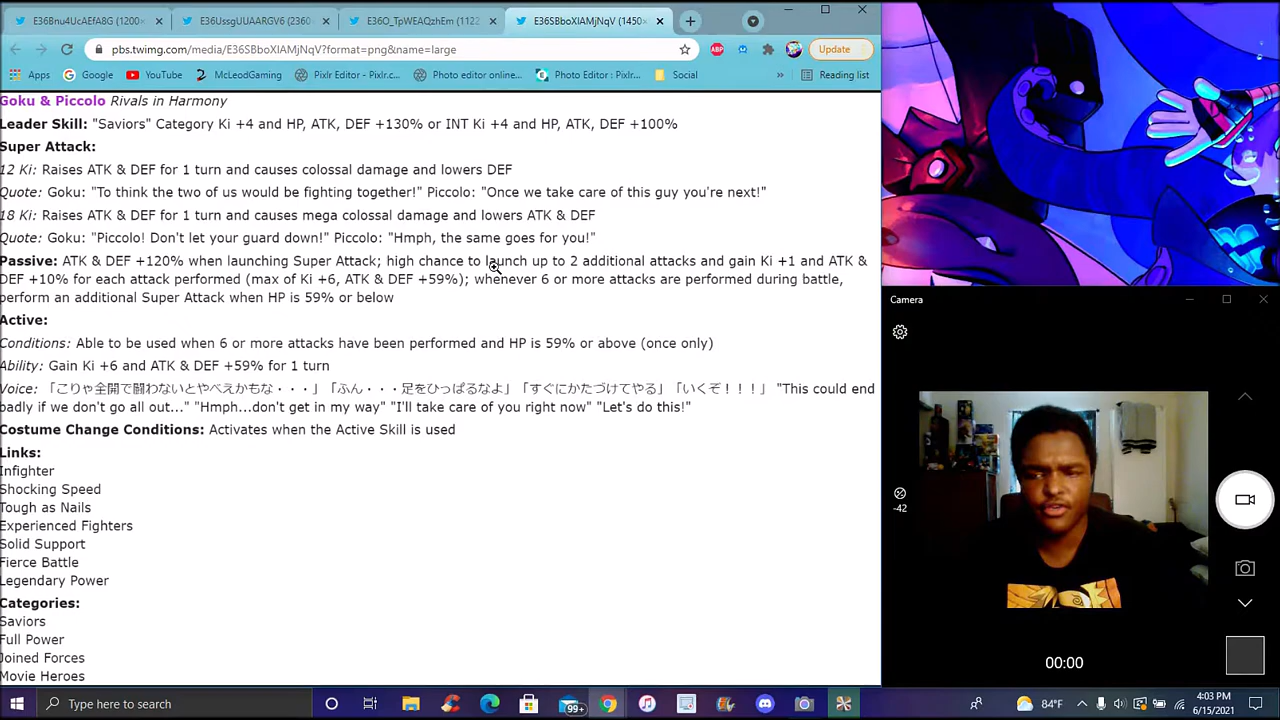 E36Bnu4UcAEfA8G (1200×
E36UssgUUAARGV6 (2360×
E36O_TpWEAQzhEm (1122×
E36SBboXIAMjNqV (1450×
pbs.twimg.com/media/E36SBboXIAMjNqV?format=png&name=large
ABP
Update
Apps
Google
YouTube
McLeodGaming
Pixlr Editor - Pixlr.c...
Photo editor online...
Photo Editor : Pixlr...
Social
»
Reading list
Goku & Piccolo Rivals in Harmony
Leader Skill: "Saviors" Category Ki +4 and HP, ATK, DEF +130% or INT Ki +4 and HP, ATK, DEF +100%
Super Attack:
12 Ki: Raises ATK & DEF for 1 turn and causes colossal damage and lowers DEF
Quote: Goku: "To think the two of us would be fighting together!" Piccolo: "Once we take care of this guy you're next!"
18 Ki: Raises ATK & DEF for 1 turn and causes mega colossal damage and lowers ATK & DEF
Quote: Goku: "Piccolo! Don't let your guard down!" Piccolo: "Hmph, the same goes for you!"
Passive: ATK & DEF +120% when launching Super Attack; high chance to launch up to 2 additional attacks and gain Ki +1 and ATK &
DEF +10% for each attack performed (max of Ki +6, ATK & DEF +59%); whenever 6 or more attacks are performed during battle,
perform an additional Super Attack when HP is 59% or below
Active:
Conditions: Able to be used when 6 or more attacks have been performed and HP is 59% or above (once only)
Ability: Gain Ki +6 and ATK & DEF +59% for 1 turn
Voice: 「こりゃ全開で闘わないとやべえかもな・・・」「ふん・・・足をひっぱるなよ」「すぐにかたづけてやる」「いくぞ！！！」 "This could end
badly if we don't go all out..." "Hmph...don't get in my way" "I'll take care of you right now" "Let's do this!"
Costume Change Conditions: Activates when the Active Skill is used
Links:
Infighter
Shocking Speed
Tough as Nails
Experienced Fighters
Solid Support
Fierce Battle
Legendary Power
Categories:
Saviors
Full Power
Joined Forces
Movie Heroes
Camera
-42
00:00
Type here to search
99+
84°F
4:03 PM
6/15/2021